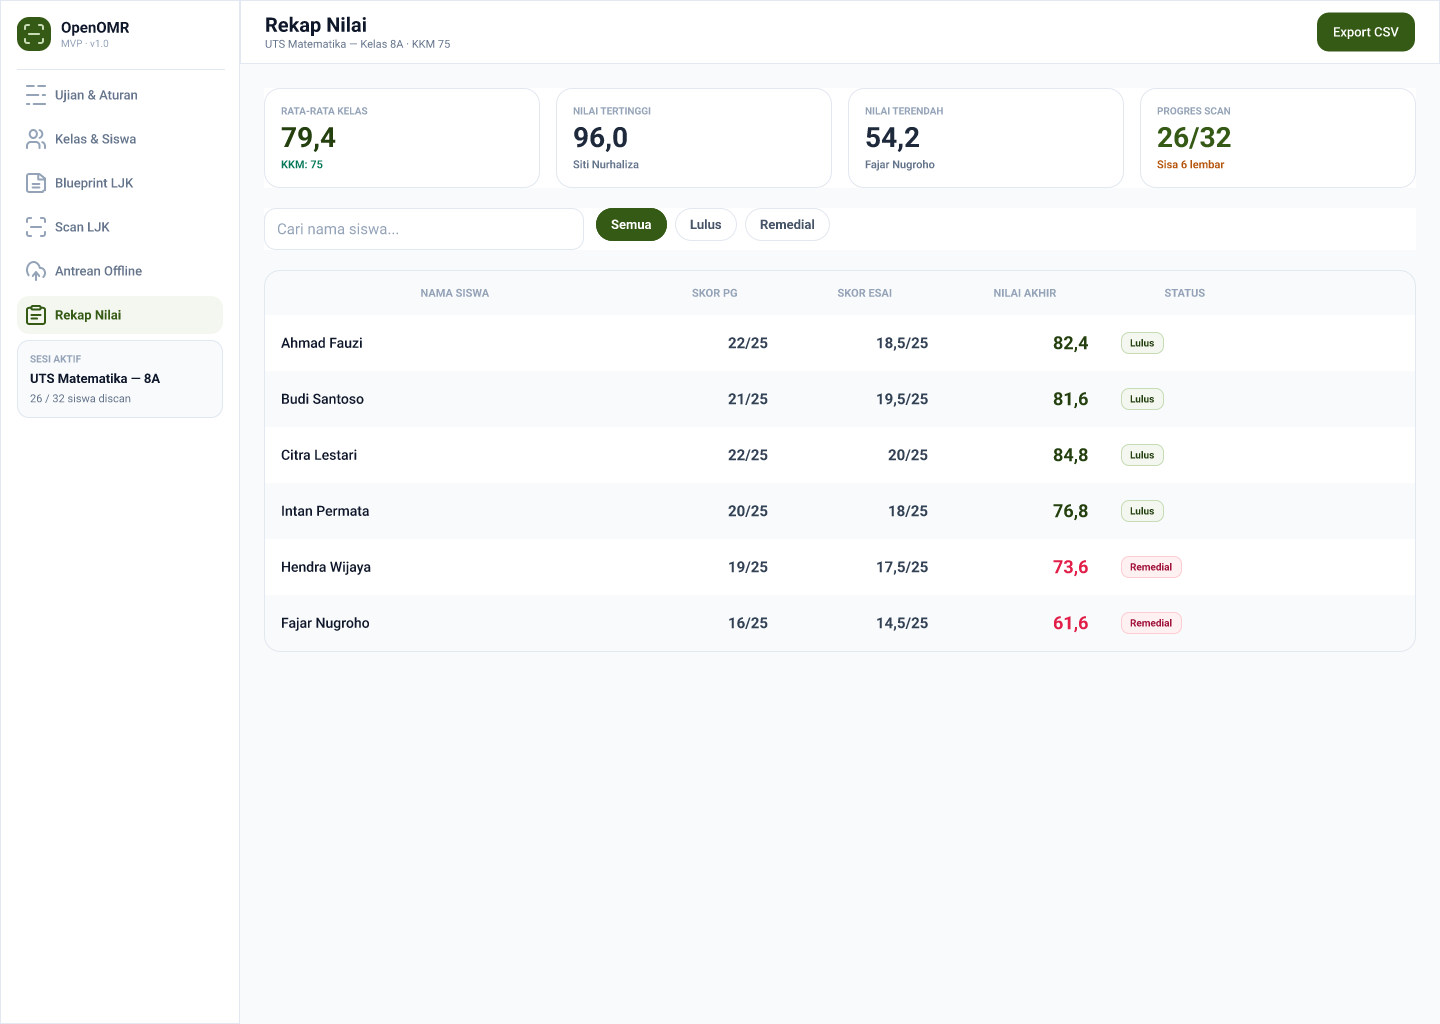 OpenOMR
MVP · v1.0
Ujian & Aturan
Kelas & Siswa
Blueprint LJK
Scan LJK
Antrean Offline
Rekap Nilai
SESI AKTIF
UTS Matematika — 8A
26 / 32 siswa discan
Rekap Nilai
UTS Matematika — Kelas 8A · KKM 75
Export CSV
RATA-RATA KELAS
79,4
KKM: 75
NILAI TERTINGGI
96,0
Siti Nurhaliza
NILAI TERENDAH
54,2
Fajar Nugroho
PROGRES SCAN
26/32
Sisa 6 lembar
Cari nama siswa...
Semua
Lulus
Remedial
NAMA SISWA SKOR PG SKOR ESAI NILAI AKHIR STATUS
Ahmad Fauzi 22/25 18,5/25 82,4 Lulus
Budi Santoso 21/25 19,5/25 81,6 Lulus
Citra Lestari 22/25 20/25 84,8 Lulus
Intan Permata 20/25 18/25 76,8 Lulus
Hendra Wijaya 19/25 17,5/25 73,6 Remedial
Fajar Nugroho 16/25 14,5/25 61,6 Remedial